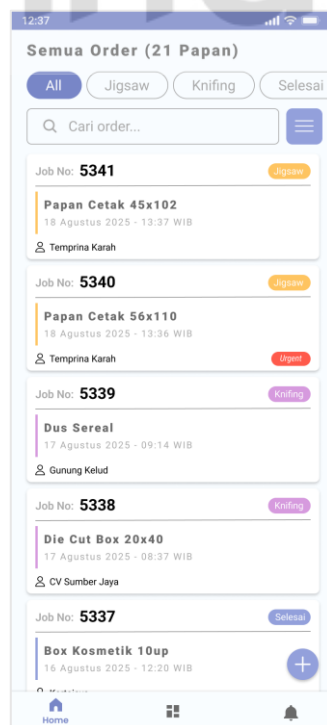 12:37
Semua Order (21 Papan)
All Jigsaw Knifing Selesai
Cari order...
Job No: 5341 Jigsaw
Papan Cetak 45x102
18 Agustus 2025 - 13:37 WIB
Temprina Karah
Job No: 5340 Jigsaw
Papan Cetak 56x110
18 Agustus 2025 - 13:36 WIB
Temprina Karah Urgent
Job No: 5339 Knifing
Dus Sereal
17 Agustus 2025 - 09:14 WIB
Gunung Kelud
Job No: 5338 Knifing
Die Cut Box 20x40
17 Agustus 2025 - 08:37 WIB
CV Sumber Jaya
Job No: 5337 Selesai
Box Kosmetik 10up
16 Agustus 2025 - 12:20 WIB
Home